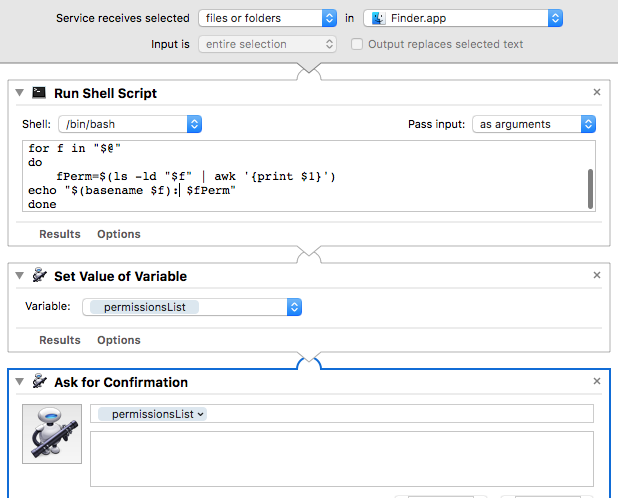 Service receives selected files or folders in Finder.app
Input is entire selection Output replaces selected text
Run Shell Script
Shell: /bin/bash Pass input: as arguments
for f in "$@"
do
fPerm=$(ls -ld "$f" | awk '{print $1}')
echo "$(basename $f): $fPerm"
done
Results Options
Set Value of Variable
Variable: permissionsList
Results Options
Ask for Confirmation
permissionsList